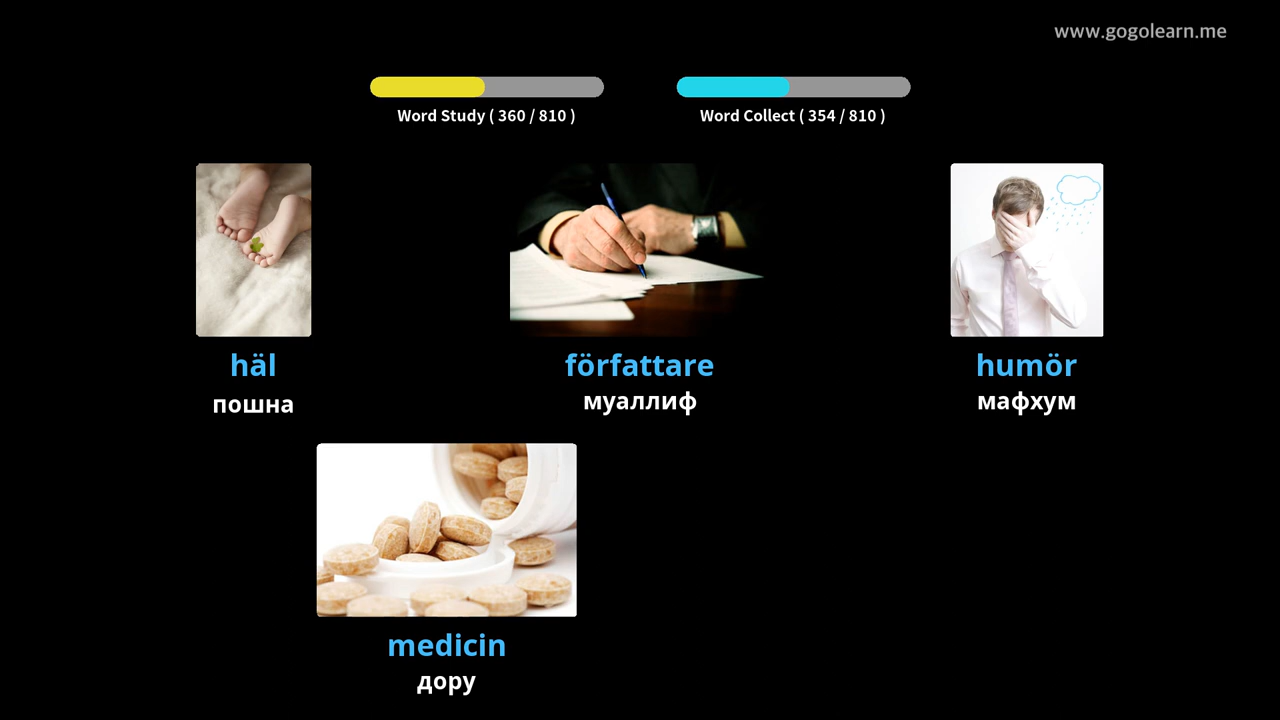 www.gogolearn.me
Word Study ( 360 / 810 )
Word Collect ( 354 / 810 )
häl
пошна
författare
муаллиф
humör
мафхум
medicin
дору